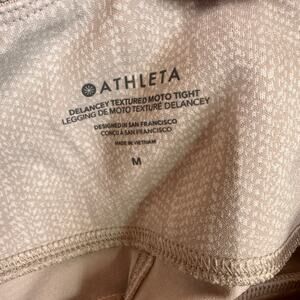 ATHLETA
DELANCEY TEXTURED MOTO TIGHT
LEGGING DE MOTO TEXTURE DELANCEY
DESIGNED IN SAN FRANCISCO
CONÇU À SAN FRANCISCO
MADE IN VIETNAM
M